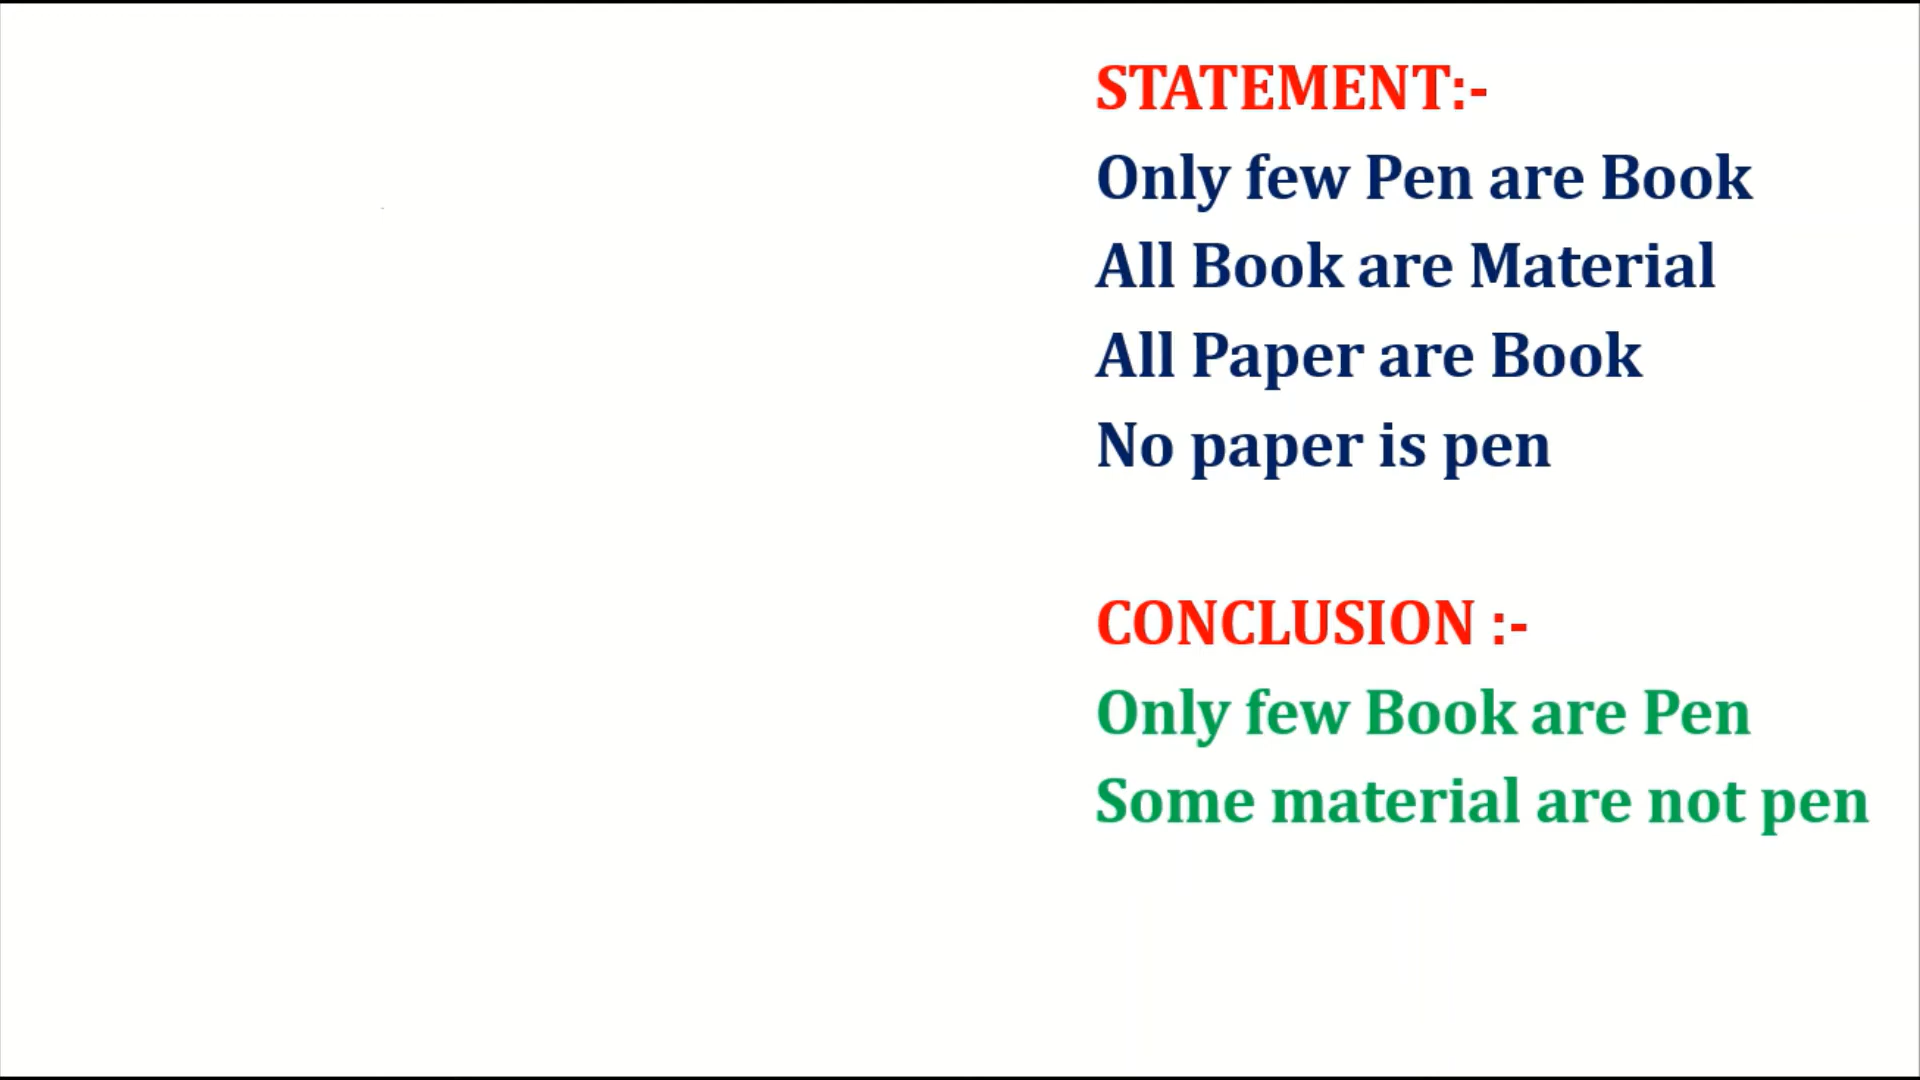 STATEMENT:-
Only few Pen are Book
All Book are Material
All Paper are Book
No paper is pen
CONCLUSION :-
Only few Book are Pen
Some material are not pen